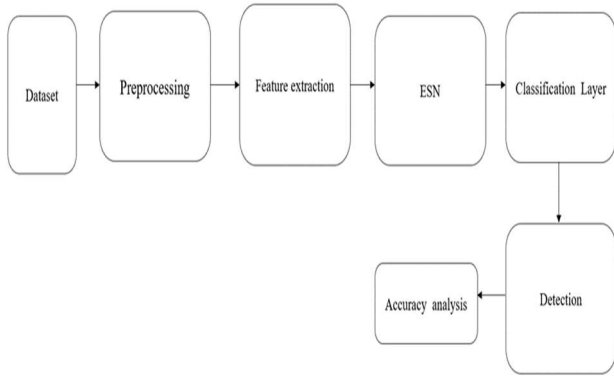 Dataset
Preprocessing
Feature extraction
ESN
Classification Layer
Detection
Accuracy analysis